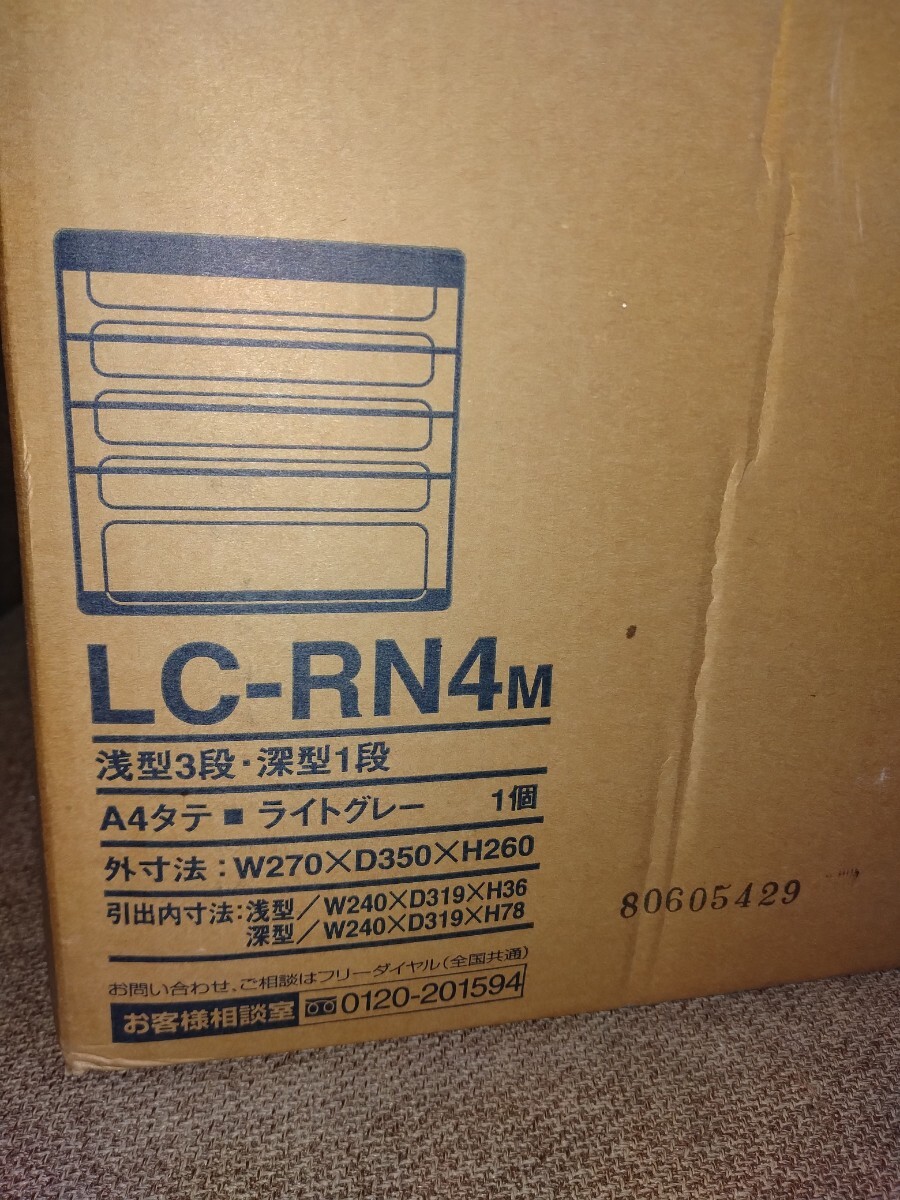 LC-RN4M
浅型3段・深型1段
A4タテ ■ ライトグレー 1個
外寸法：W270×D350×H260
引出内寸法：浅型／W240×D319×H36
深型／W240×D319×H78
80605429
お問い合わせ、ご相談はフリーダイヤル（全国共通）
お客様相談室 0120-201594